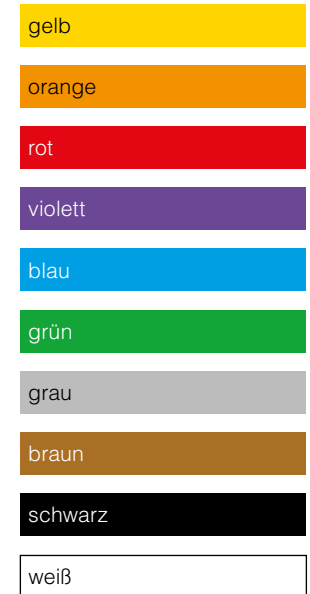 gelb
orange
rot
violett
blau
grün
grau
braun
schwarz
weiß